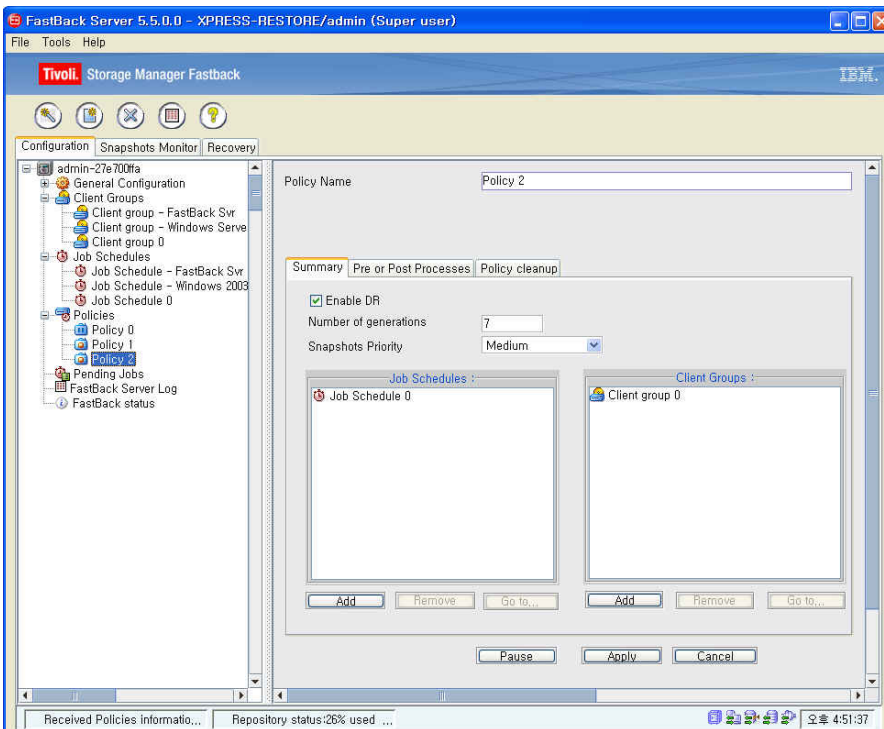 FastBack Server 5.5.0.0 - XPRESS-RESTORE/admin (Super user)
File Tools Help
Tivoli. Storage Manager Fastback
IBM.
Configuration Snapshots Monitor Recovery
admin-27e700ffa
General Configuration
Client Groups
Client group - FastBack Svr
Client group - Windows Serve
Client group 0
Job Schedules
Job Schedule - FastBack Svr
Job Schedule - Windows 2003
Job Schedule 0
Policies
Policy 0
Policy 1
Policy 2
Pending Jobs
FastBack Server Log
FastBack status
Policy Name Policy 2
Summary Pre or Post Processes Policy cleanup
Enable DR
Number of generations 7
Snapshots Priority Medium
Job Schedules :
Job Schedule 0
Client Groups :
Client group 0
Add Remove Go to...
Add Remove Go to...
Pause Apply Cancel
Received Policies informatio... Repository status:26% used ... 오후 4:51:37